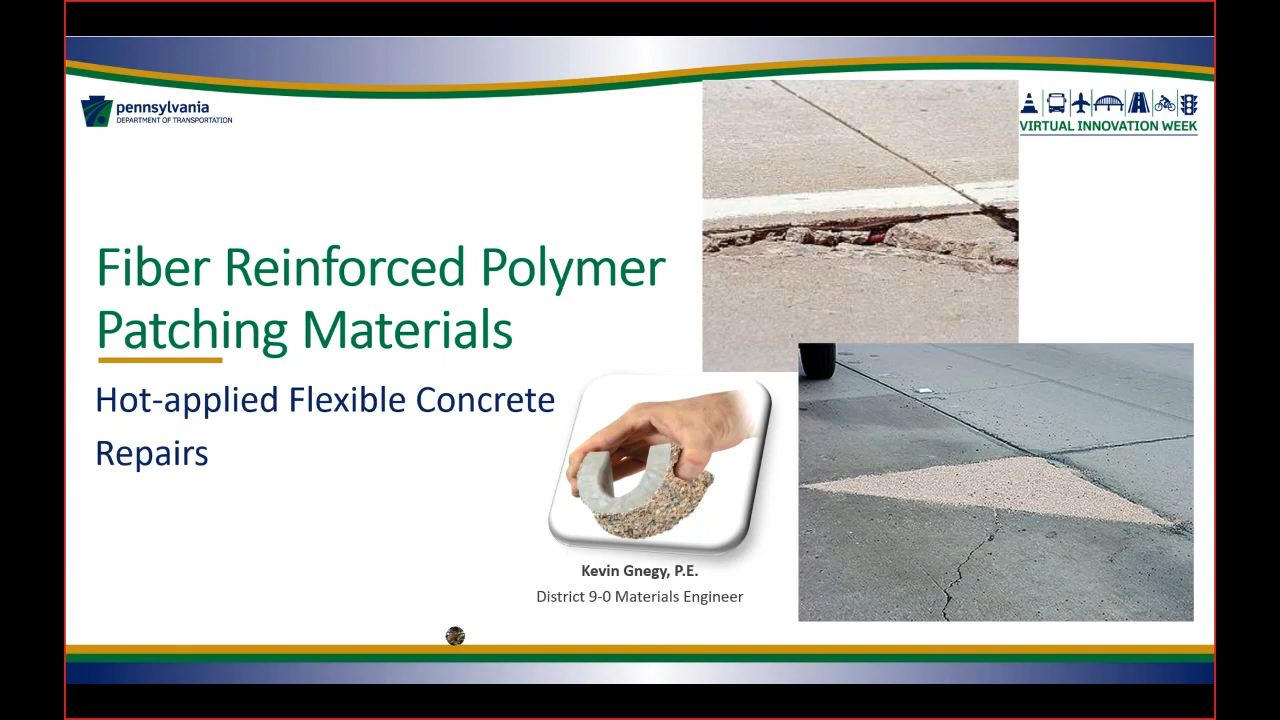 pennsylvania
DEPARTMENT OF TRANSPORTATION
VIRTUAL INNOVATION WEEK
Fiber Reinforced Polymer
Patching Materials
Hot-applied Flexible Concrete
Repairs
Kevin Gnegy, P.E.
District 9-0 Materials Engineer